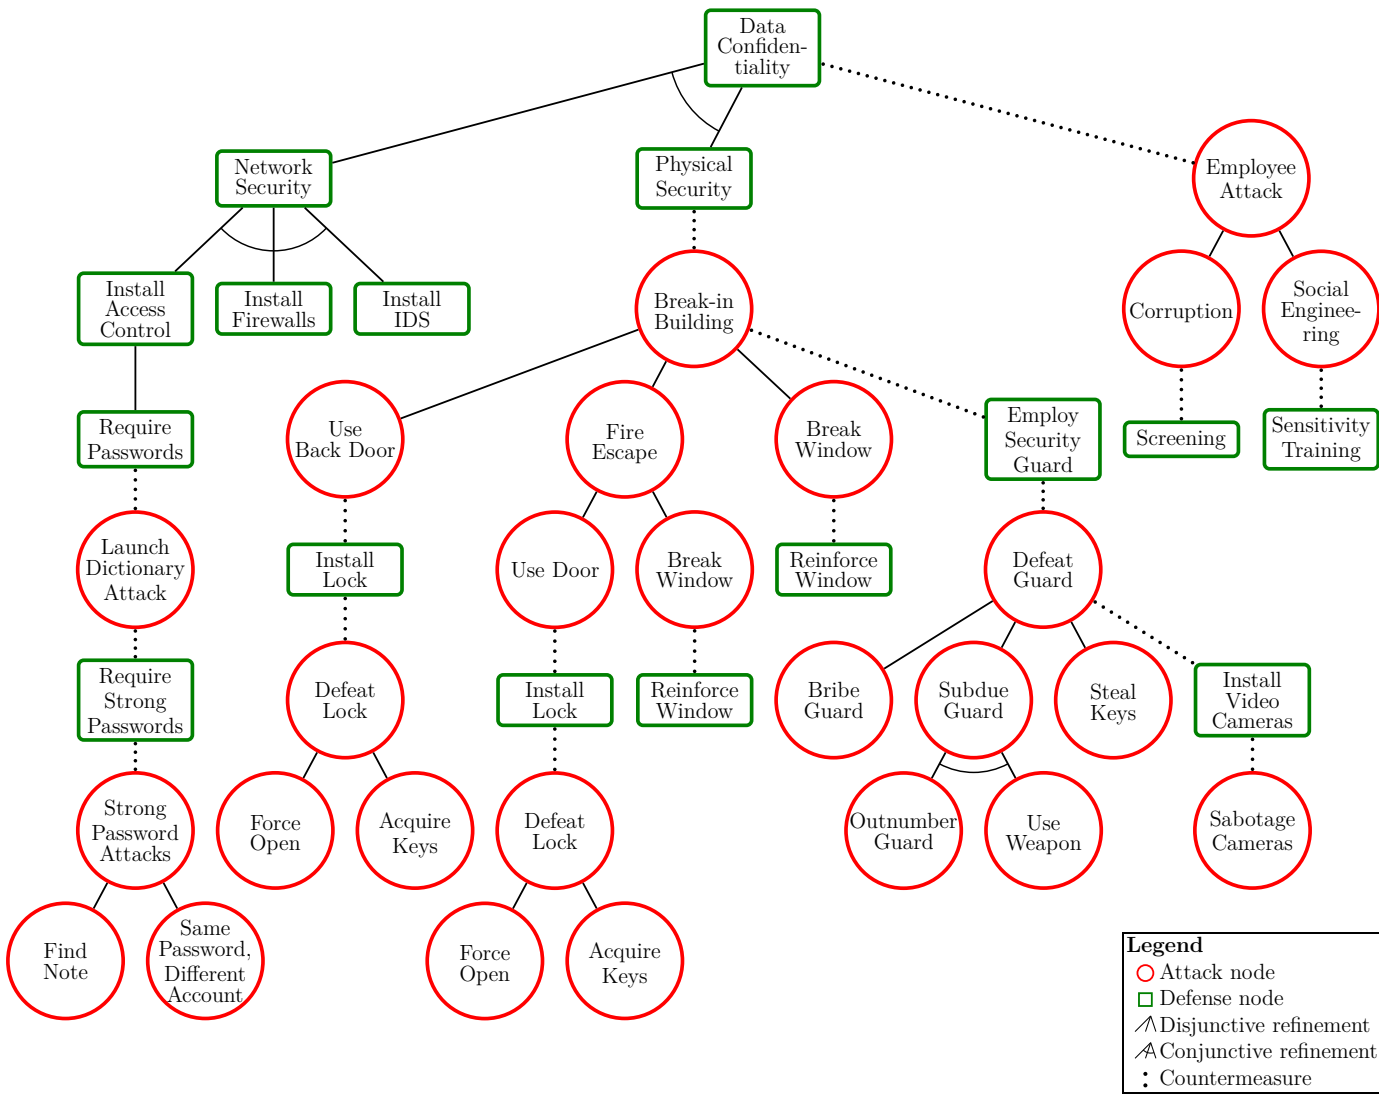 Data
Confiden-
tiality
Network
Security
Physical
Security
Employee
Attack
Install
Access
Control
Install
Firewalls
Install
IDS
Break-in
Building
Corruption
Social
Enginee-
ring
Require
Passwords
Use
Back Door
Fire
Escape
Break
Window
Employ
Security
Guard
Screening
Sensitivity
Training
Launch
Dictionary
Attack
Install
Lock
Use Door
Break
Window
Reinforce
Window
Defeat
Guard
Require
Strong
Passwords
Defeat
Lock
Install
Lock
Reinforce
Window
Bribe
Guard
Subdue
Guard
Steal
Keys
Install
Video
Cameras
Strong
Password
Attacks
Force
Open
Acquire
Keys
Defeat
Lock
Outnumber
Guard
Use
Weapon
Sabotage
Cameras
Find
Note
Same
Password,
Different
Account
Force
Open
Acquire
Keys
Legend
Attack node
Defense node
Disjunctive refinement
Conjunctive refinement
Countermeasure